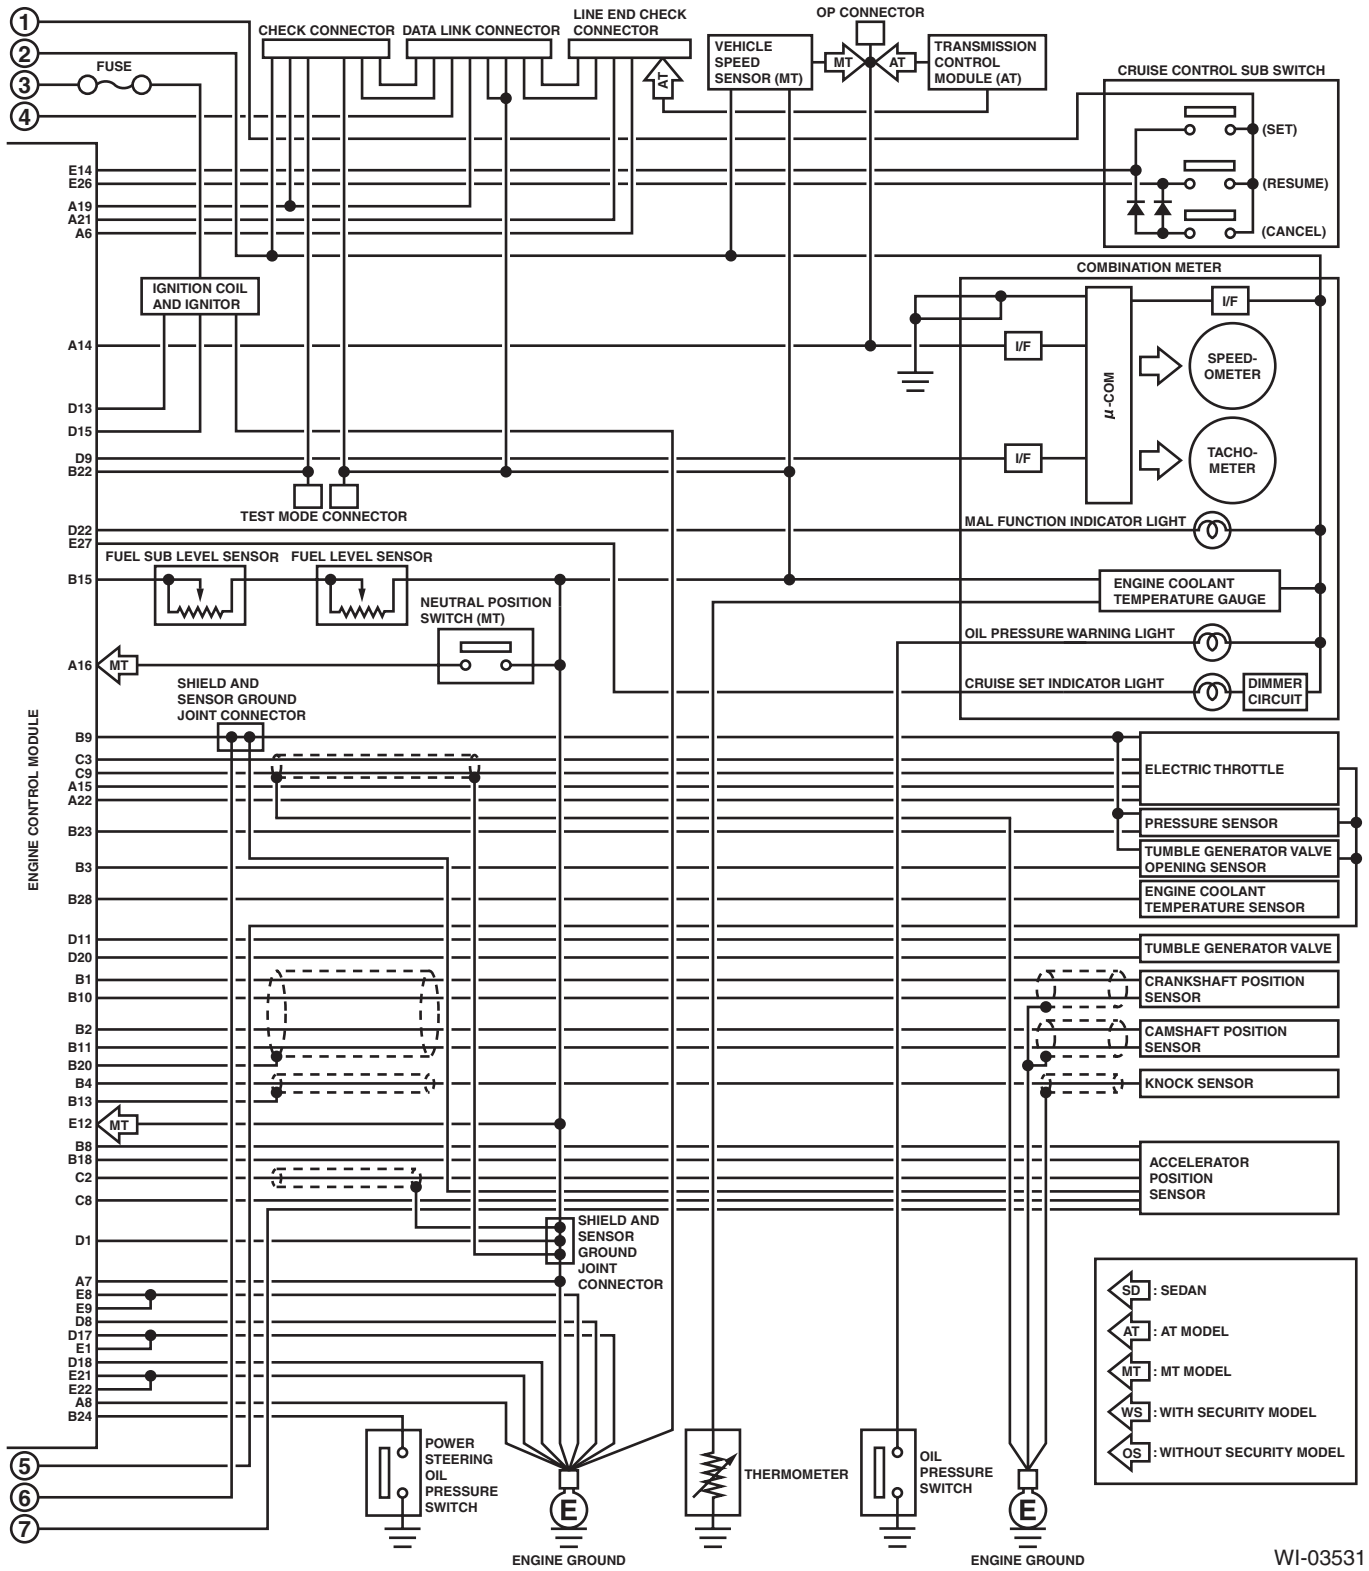 1
2
3
4
FUSE
CHECK CONNECTOR
DATA LINK CONNECTOR
LINE END CHECK
CONNECTOR
AT
OP CONNECTOR
VEHICLE
SPEED
SENSOR (MT)
MT
AT
TRANSMISSION
CONTROL
MODULE (AT)
CRUISE CONTROL SUB SWITCH
(SET)
(RESUME)
(CANCEL)
E14
E26
A19
A21
A6
IGNITION COIL
AND IGNITOR
COMBINATION METER
I/F
I/F
I/F
μ-COM
SPEED-
OMETER
TACHO-
METER
A14
D13
D15
D9
B22
TEST MODE CONNECTOR
D22
E27
MAL FUNCTION INDICATOR LIGHT
FUEL SUB LEVEL SENSOR
FUEL LEVEL SENSOR
B15
ENGINE COOLANT
TEMPERATURE GAUGE
NEUTRAL POSITION
SWITCH (MT)
OIL PRESSURE WARNING LIGHT
A16
MT
CRUISE SET INDICATOR LIGHT
DIMMER
CIRCUIT
SHIELD AND
SENSOR GROUND
JOINT CONNECTOR
ENGINE CONTROL MODULE
B9
C3
C9
A15
A22
B23
B3
B28
D11
D20
B1
B10
B2
B11
B20
B4
B13
E12
MT
B8
B18
C2
C8
D1
A7
E8
E9
D8
D17
E1
D18
E21
E22
A8
B24
ELECTRIC THROTTLE
PRESSURE SENSOR
TUMBLE GENERATOR VALVE
OPENING SENSOR
ENGINE COOLANT
TEMPERATURE SENSOR
TUMBLE GENERATOR VALVE
CRANKSHAFT POSITION
SENSOR
CAMSHAFT POSITION
SENSOR
KNOCK SENSOR
ACCELERATOR
POSITION
SENSOR
SHIELD AND
SENSOR
GROUND
JOINT
CONNECTOR
SD : SEDAN
AT : AT MODEL
MT : MT MODEL
WS : WITH SECURITY MODEL
OS : WITHOUT SECURITY MODEL
5
6
7
POWER
STEERING
OIL
PRESSURE
SWITCH
E
ENGINE GROUND
THERMOMETER
OIL
PRESSURE
SWITCH
E
ENGINE GROUND
WI-03531